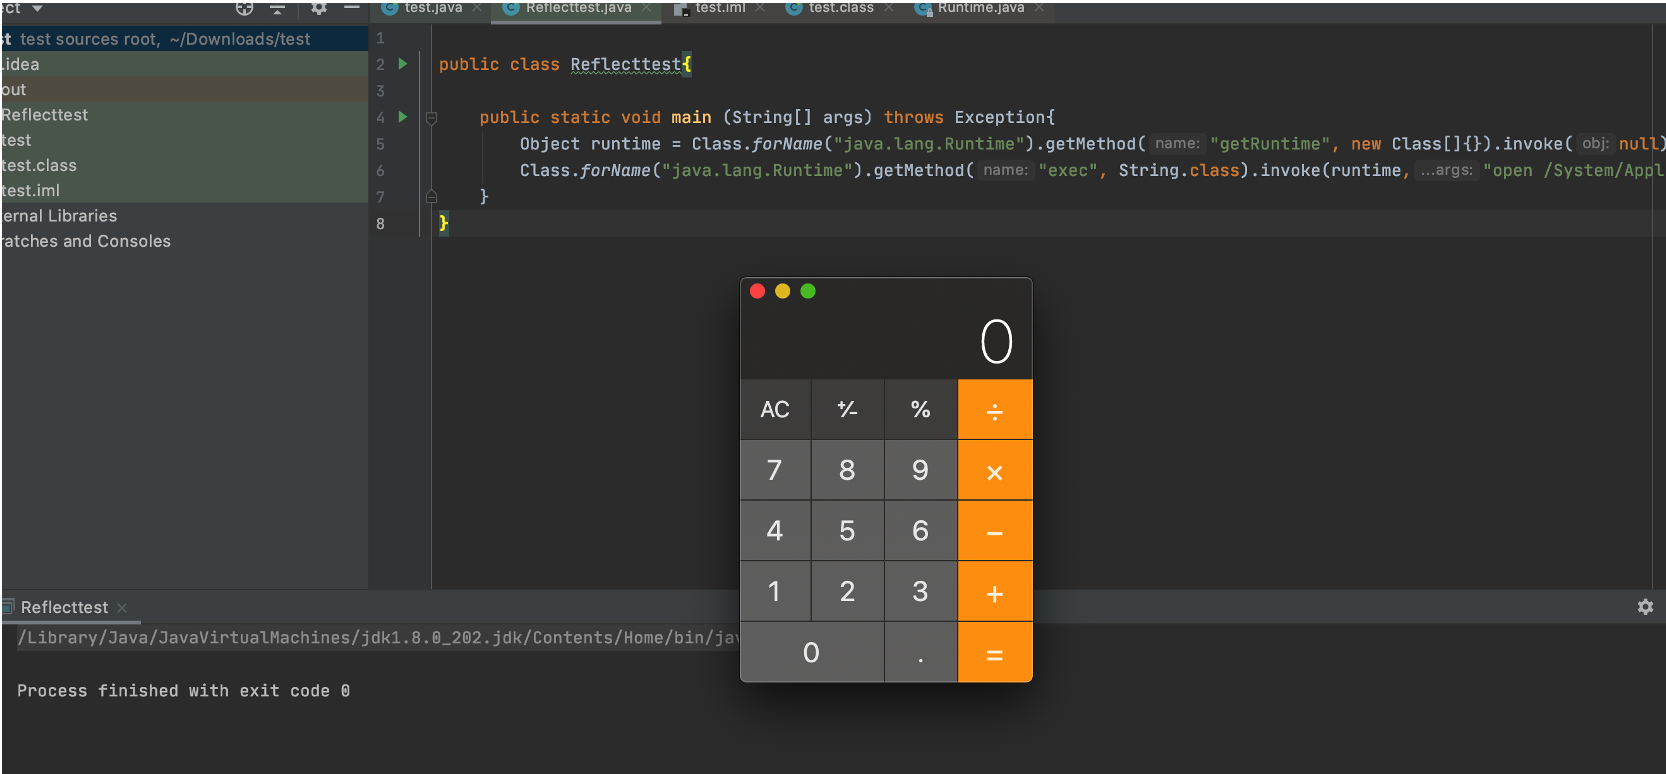 ct
test.java Reflecttest.java test.iml test.class Runtime.java
st test sources root, ~/Downloads/test
.idea
out
Reflecttest
test
test.class
test.iml
ernal Libraries
ratches and Consoles
1
2 public class Reflecttest{
3
4 public static void main (String[] args) throws Exception{
5 Object runtime = Class.forName("java.lang.Runtime").getMethod( name: "getRuntime", new Class[]{}).invoke( obj: null)
6 Class.forName("java.lang.Runtime").getMethod( name: "exec", String.class).invoke(runtime, ...args: "open /System/Appl
7 }
8 }
0
AC +⁄- % ÷
7 8 9 ×
4 5 6 −
1 2 3 +
0 . =
Reflecttest
/Library/Java/JavaVirtualMachines/jdk1.8.0_202.jdk/Contents/Home/bin/jav
Process finished with exit code 0